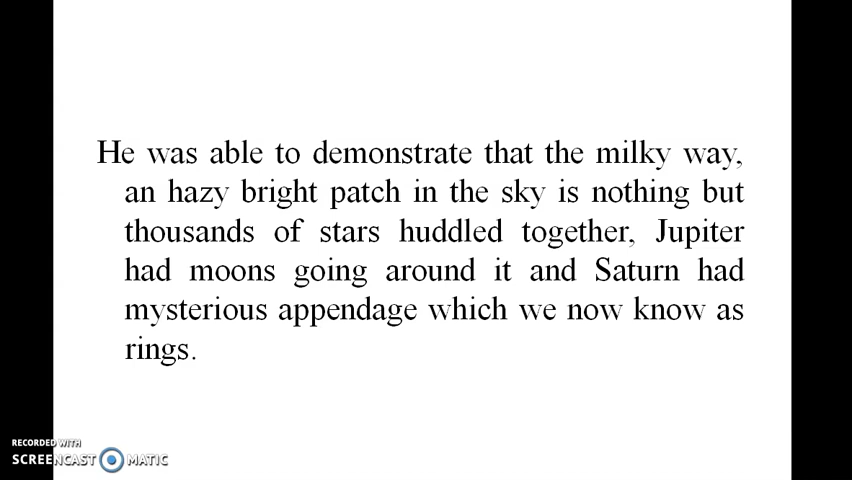 He was able to demonstrate that the milky way,
an hazy bright patch in the sky is nothing but
thousands of stars huddled together, Jupiter
had moons going around it and Saturn had
mysterious appendage which we now know as
rings.
RECORDED WITH
SCREENCAST MATIC